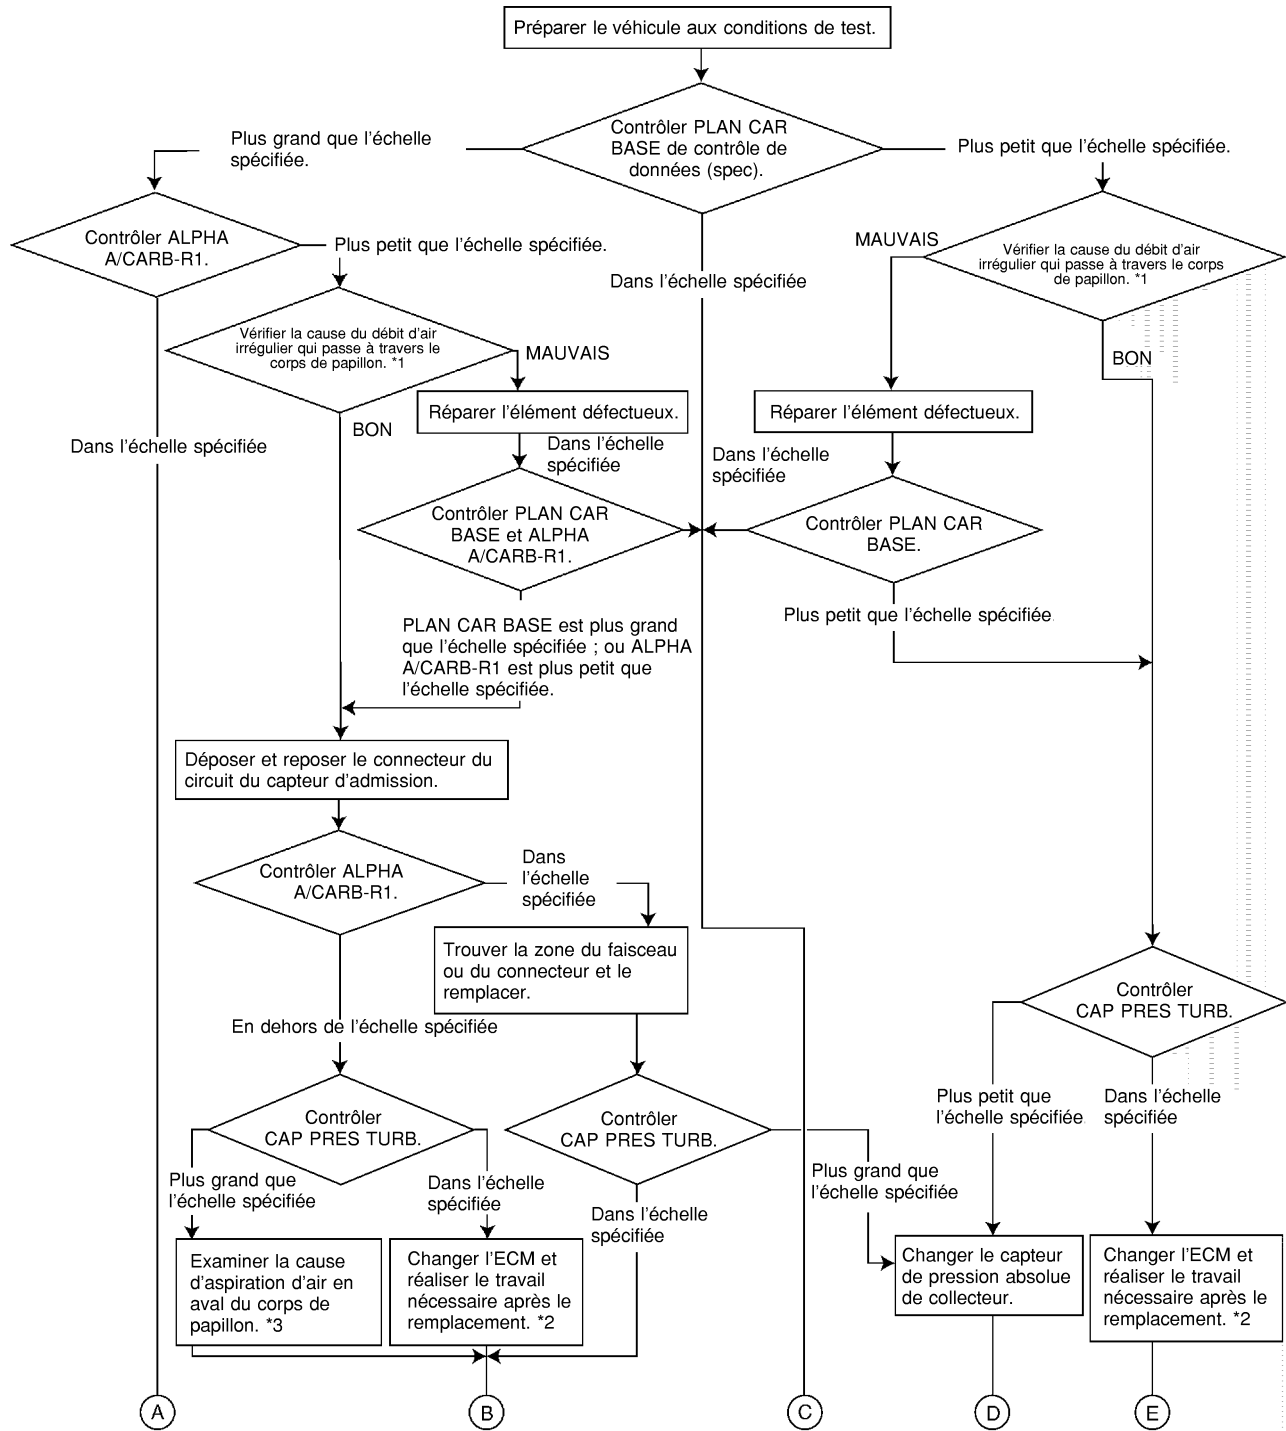 Préparer le véhicule aux conditions de test.
Contrôler PLAN CAR
BASE de contrôle de
données (spec).
Plus grand que l'échelle
spécifiée.
Plus petit que l'échelle spécifiée.
Contrôler ALPHA
A/CARB-R1.
Plus petit que l'échelle spécifiée.
Dans l'échelle spécifiée
MAUVAIS
Vérifier la cause du débit d'air
irrégulier qui passe à travers le corps
de papillon. *1
BON
Vérifier la cause du débit d'air
irrégulier qui passe à travers le
corps de papillon. *1
MAUVAIS
BON
Dans l'échelle spécifiée
Réparer l'élément défectueux.
Réparer l'élément défectueux.
Dans l'échelle
spécifiée
Dans l'échelle
spécifiée
Contrôler PLAN CAR
BASE et ALPHA
A/CARB-R1.
Contrôler PLAN CAR
BASE.
PLAN CAR BASE est plus grand
que l'échelle spécifiée ; ou ALPHA
A/CARB-R1 est plus petit que
l'échelle spécifiée.
Plus petit que l'échelle spécifiée.
Déposer et reposer le connecteur du
circuit du capteur d'admission.
Contrôler ALPHA
A/CARB-R1.
Dans
l'échelle
spécifiée
Trouver la zone du faisceau
ou du connecteur et le
remplacer.
En dehors de l'échelle spécifiée
Contrôler
CAP PRES TURB.
Contrôler
CAP PRES TURB.
Contrôler
CAP PRES TURB.
Plus petit que
l'échelle spécifiée
Dans l'échelle
spécifiée
Plus grand que
l'échelle spécifiée
Dans l'échelle
spécifiée
Dans l'échelle
spécifiée
Plus grand que
l'échelle spécifiée
Examiner la cause
d'aspiration d'air en
aval du corps de
papillon. *3
Changer l'ECM et
réaliser le travail
nécessaire après le
remplacement. *2
Changer le capteur
de pression absolue
de collecteur.
Changer l'ECM et
réaliser le travail
nécessaire après le
remplacement. *2
A
B
C
D
E